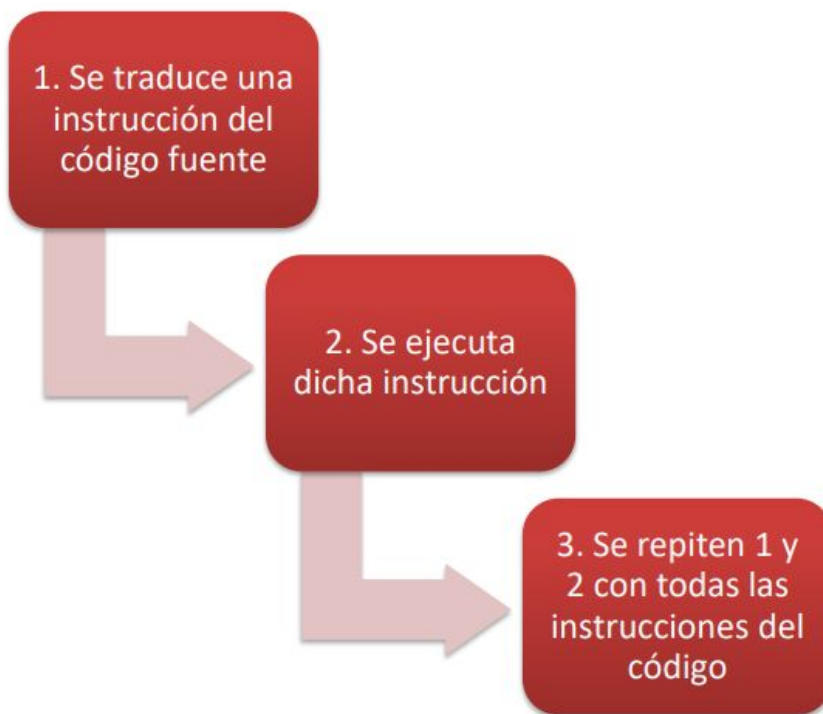 1. Se traduce una
instrucción del
código fuente
2. Se ejecuta
dicha instrucción
3. Se repiten 1 y
2 con todas las
instrucciones del
código